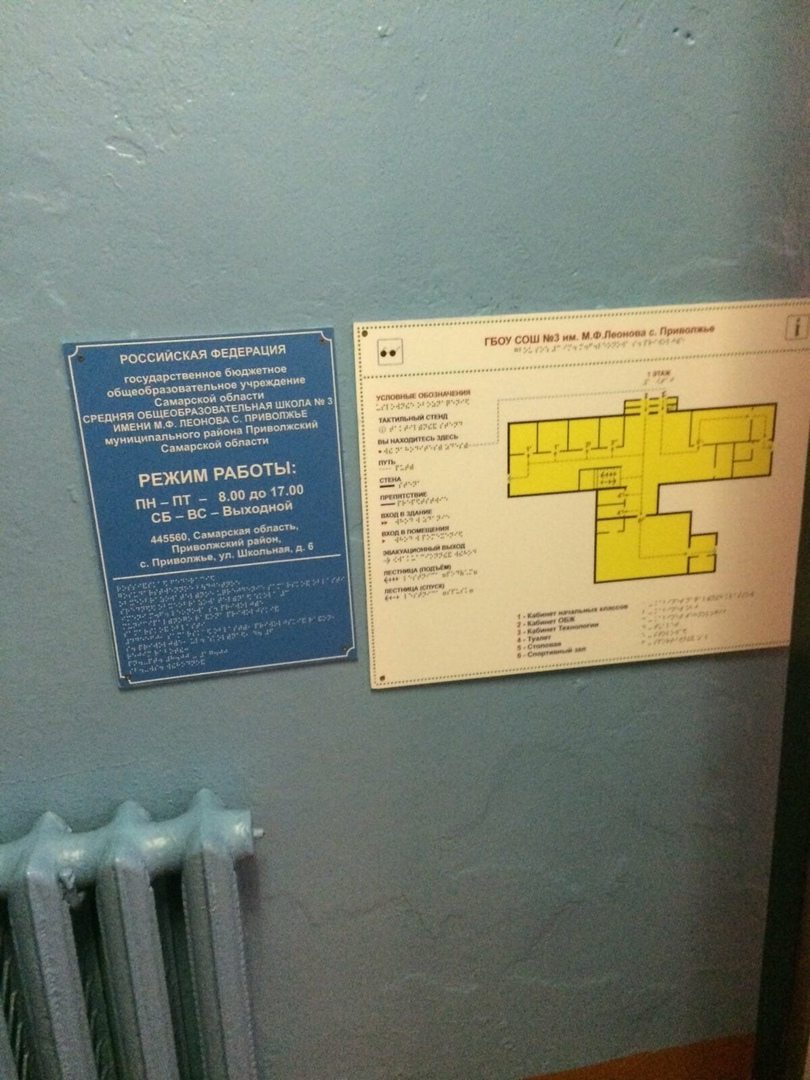 РОССИЙСКАЯ ФЕДЕРАЦИЯ
государственное бюджетное
общеобразовательное учреждение
Самарской области
СРЕДНЯЯ ОБЩЕОБРАЗОВАТЕЛЬНАЯ ШКОЛА № 3
ИМЕНИ М.Ф. ЛЕОНОВА С. ПРИВОЛЖЬЕ
муниципального района Приволжский
Самарской области
РЕЖИМ РАБОТЫ:
ПН – ПТ – 8.00 до 17.00
СБ – ВС – Выходной
445560, Самарская область,
Приволжский район,
с. Приволжье, ул. Школьная, д. 6
ГБОУ СОШ №3 им. М.Ф.Леонова с. Приволжье
i
1 ЭТАЖ
УСЛОВНЫЕ ОБОЗНАЧЕНИЯ
ТАКТИЛЬНЫЙ СТЕНД
ВЫ НАХОДИТЕСЬ ЗДЕСЬ
ПУТЬ
СТЕНА
ПРЕПЯТСТВИЕ
ВХОД В ЗДАНИЕ
ВХОД В ПОМЕЩЕНИЯ
ЭВАКУАЦИОННЫЙ ВЫХОД
ЛЕСТНИЦА (ПОДЪЁМ)
ЛЕСТНИЦА (СПУСК)
1 - Кабинет начальных классов
2 - Кабинет ОБЖ
3 - Кабинет Технологии
4 - Туалет
5 - Столовая
6 - Спортивный зал